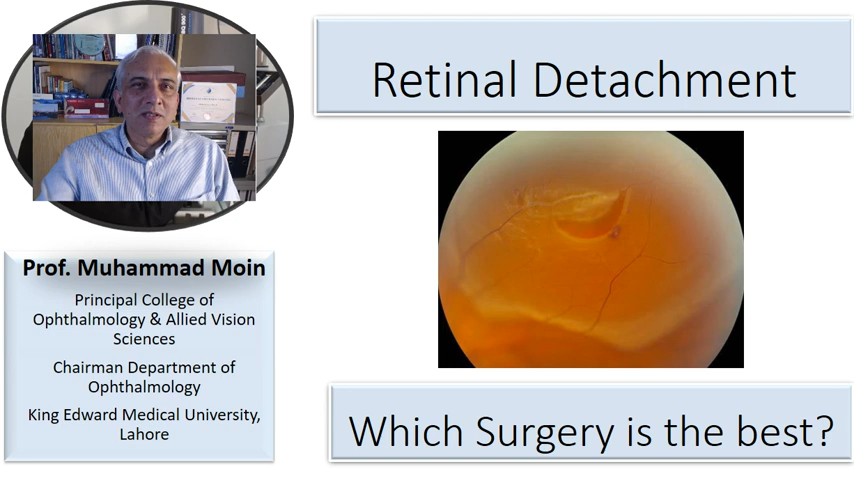 Retinal Detachment
Prof. Muhammad Moin
Principal College of
Ophthalmology & Allied Vision
Sciences
Chairman Department of
Ophthalmology
King Edward Medical University,
Lahore
Which Surgery is the best?